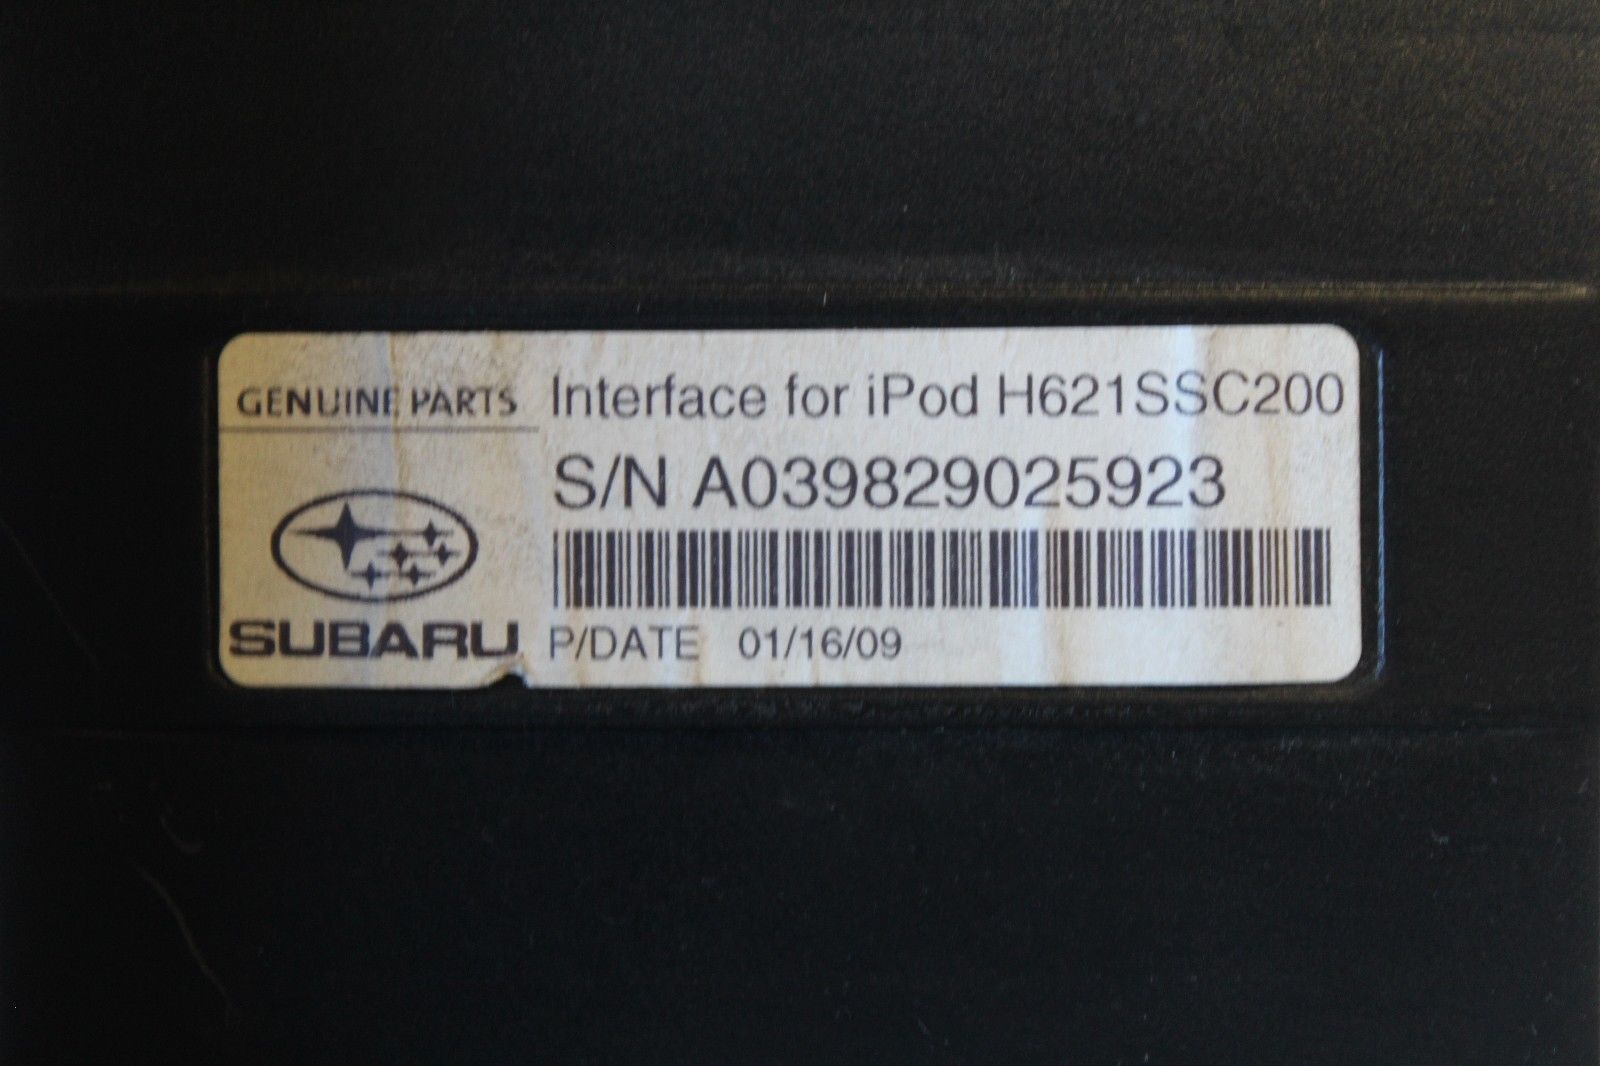 GENUINE PARTS
SUBARU
Interface for iPod H621SSC200
S/N A039829025923
P/DATE 01/16/09